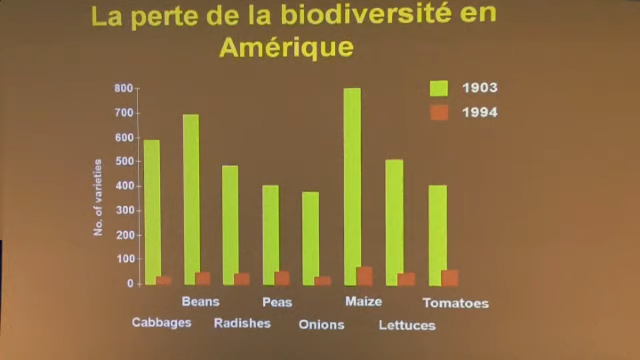 La perte de la biodiversité en
Amérique
1903
1994
No. of varieties
800
700
600
500
400
300
200
100
0
Beans Peas Maize Tomatoes
Cabbages Radishes Onions Lettuces